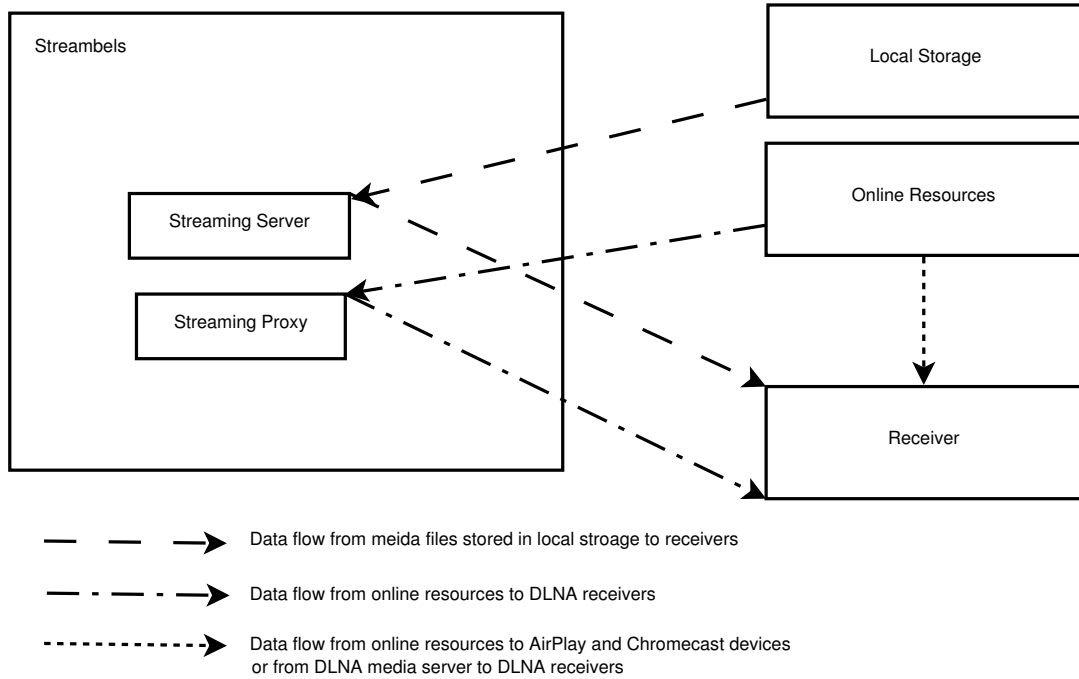 Streambels
Local Storage
Online Resources
Streaming Server
Streaming Proxy
Receiver
Data flow from meida files stored in local stroage to receivers
Data flow from online resources to DLNA receivers
Data flow from online resources to AirPlay and Chromecast devices
or from DLNA media server to DLNA receivers